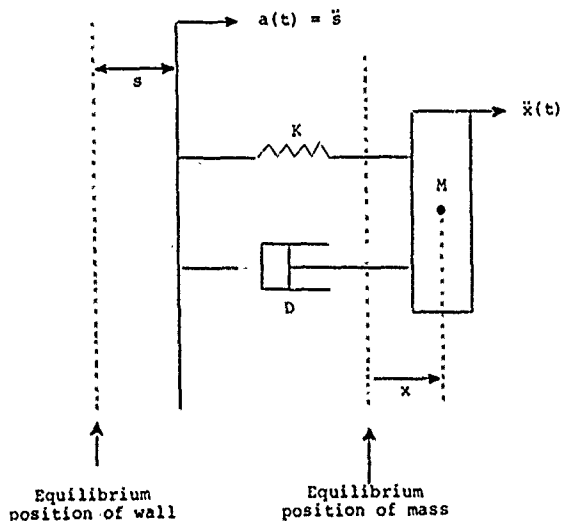 a(t) = s̈
s
K
ẍ(t)
M
D
x
Equilibrium
position of wall
Equilibrium
position of mass